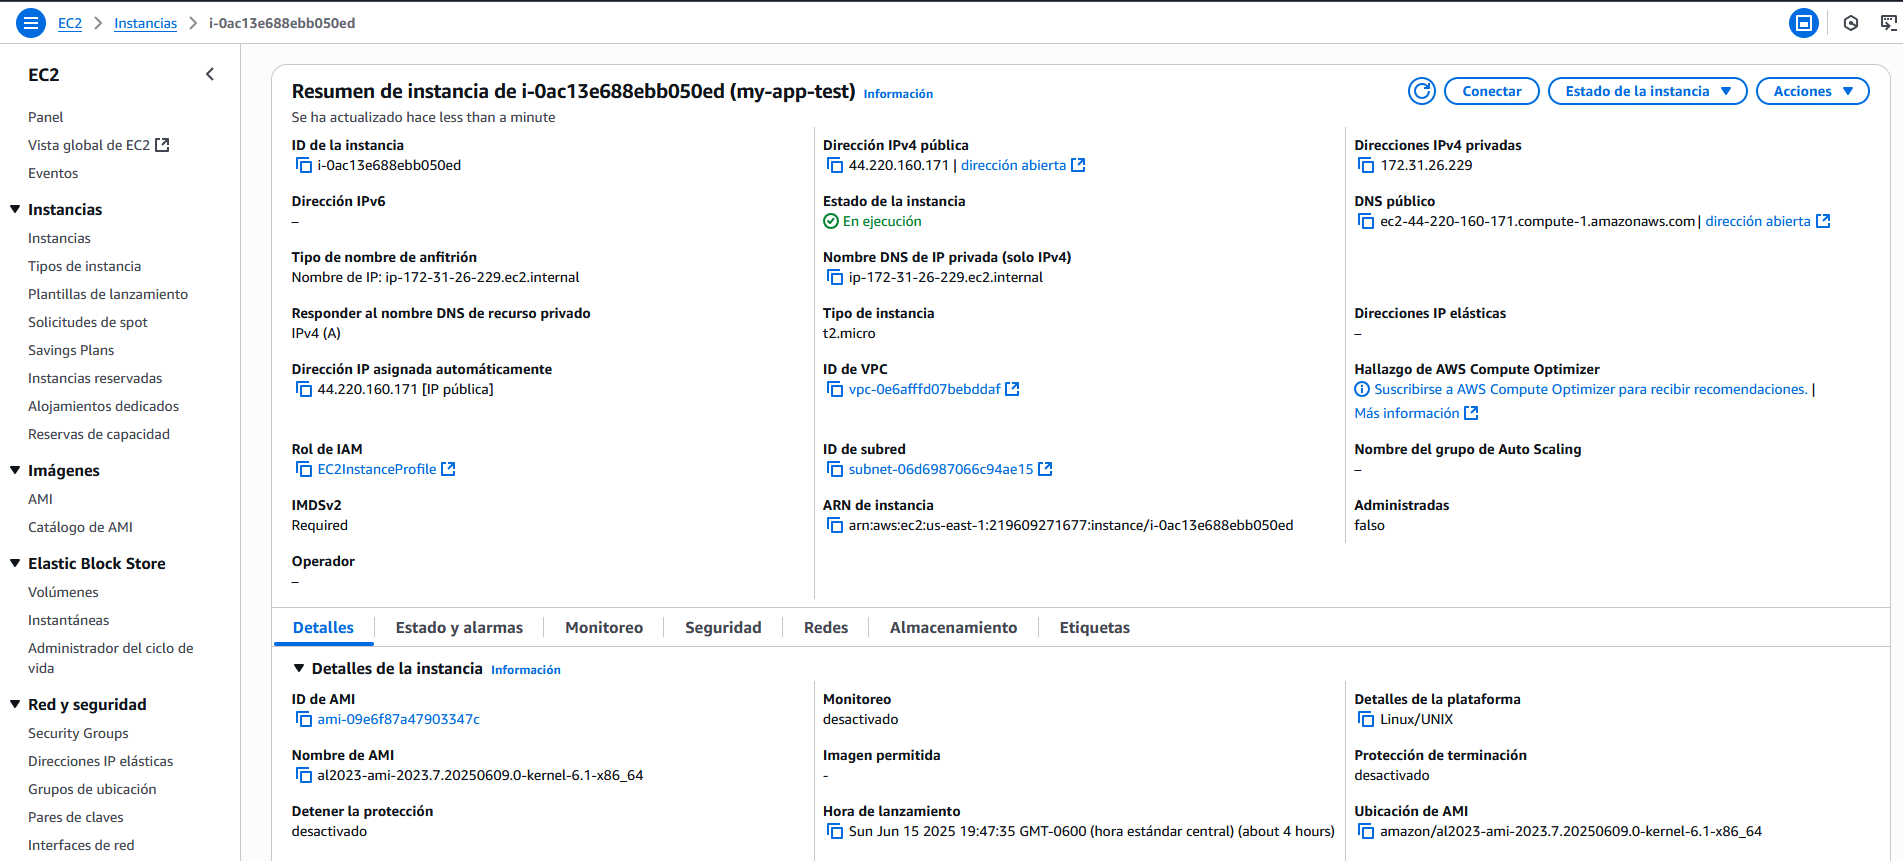 EC2 > Instancias > i-0ac13e688ebb050ed
EC2
Panel
Vista global de EC2
Eventos
Instancias
Instancias
Tipos de instancia
Plantillas de lanzamiento
Solicitudes de spot
Savings Plans
Instancias reservadas
Alojamientos dedicados
Reservas de capacidad
Imágenes
AMI
Catálogo de AMI
Elastic Block Store
Volúmenes
Instantáneas
Administrador del ciclo de
vida
Red y seguridad
Security Groups
Direcciones IP elásticas
Grupos de ubicación
Pares de claves
Interfaces de red
Resumen de instancia de i-0ac13e688ebb050ed (my-app-test) Información
Conectar
Estado de la instancia
Acciones
Se ha actualizado hace less than a minute
ID de la instancia
i-0ac13e688ebb050ed
Dirección IPv4 pública
44.220.160.171 | dirección abierta
Direcciones IPv4 privadas
172.31.26.229
Dirección IPv6
–
Estado de la instancia
En ejecución
DNS público
ec2-44-220-160-171.compute-1.amazonaws.com | dirección abierta
Tipo de nombre de anfitrión
Nombre de IP: ip-172-31-26-229.ec2.internal
Nombre DNS de IP privada (solo IPv4)
ip-172-31-26-229.ec2.internal
Responder al nombre DNS de recurso privado
IPv4 (A)
Tipo de instancia
t2.micro
Direcciones IP elásticas
–
Dirección IP asignada automáticamente
44.220.160.171 [IP pública]
ID de VPC
vpc-0e6afffd07bebddaf
Hallazgo de AWS Compute Optimizer
Suscribirse a AWS Compute Optimizer para recibir recomendaciones. |
Más información
Rol de IAM
EC2InstanceProfile
ID de subred
subnet-06d6987066c94ae15
Nombre del grupo de Auto Scaling
–
IMDSv2
Required
ARN de instancia
arn:aws:ec2:us-east-1:219609271677:instance/i-0ac13e688ebb050ed
Administradas
falso
Operador
–
Detalles
Estado y alarmas
Monitoreo
Seguridad
Redes
Almacenamiento
Etiquetas
Detalles de la instancia Información
ID de AMI
ami-09e6f87a47903347c
Monitoreo
desactivado
Detalles de la plataforma
Linux/UNIX
Nombre de AMI
al2023-ami-2023.7.20250609.0-kernel-6.1-x86_64
Imagen permitida
-
Protección de terminación
desactivado
Detener la protección
desactivado
Hora de lanzamiento
Sun Jun 15 2025 19:47:35 GMT-0600 (hora estándar central) (about 4 hours)
Ubicación de AMI
amazon/al2023-ami-2023.7.20250609.0-kernel-6.1-x86_64